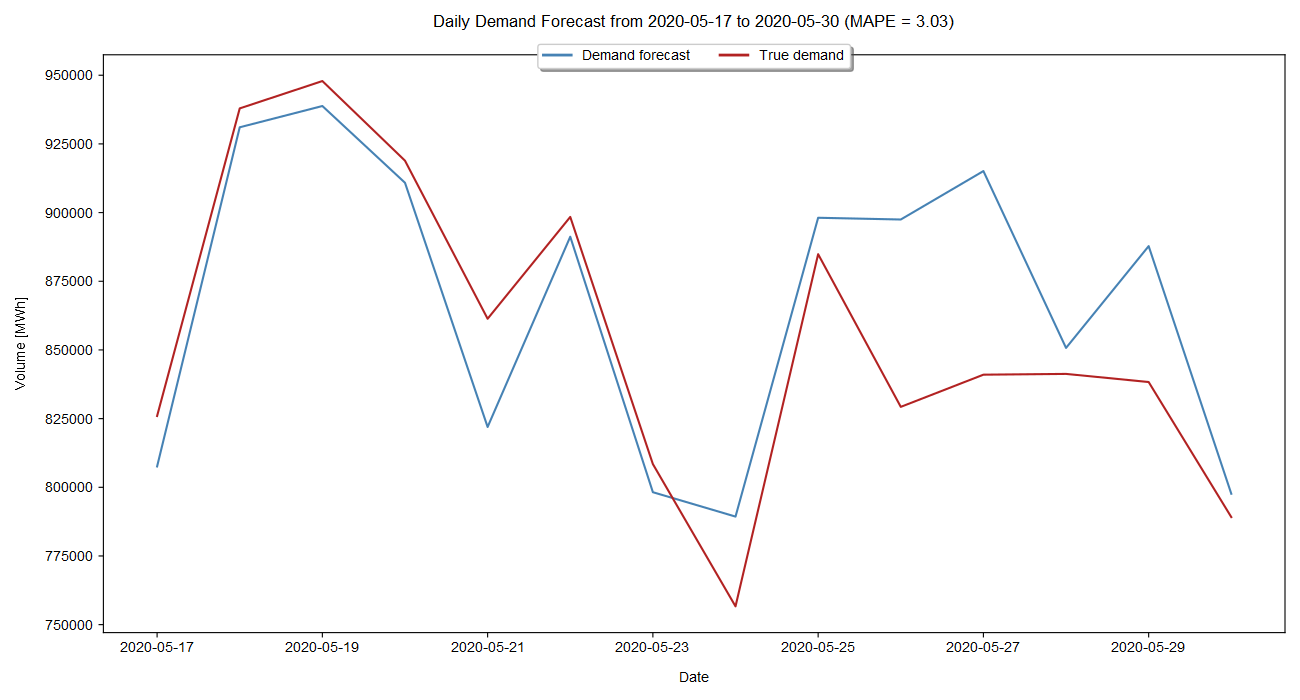 Daily Demand Forecast from 2020-05-17 to 2020-05-30 (MAPE = 3.03)
Demand forecast True demand
950000
925000
900000
875000
850000
825000
800000
775000
750000
Volume [MWh]
2020-05-17 2020-05-19 2020-05-21 2020-05-23 2020-05-25 2020-05-27 2020-05-29
Date